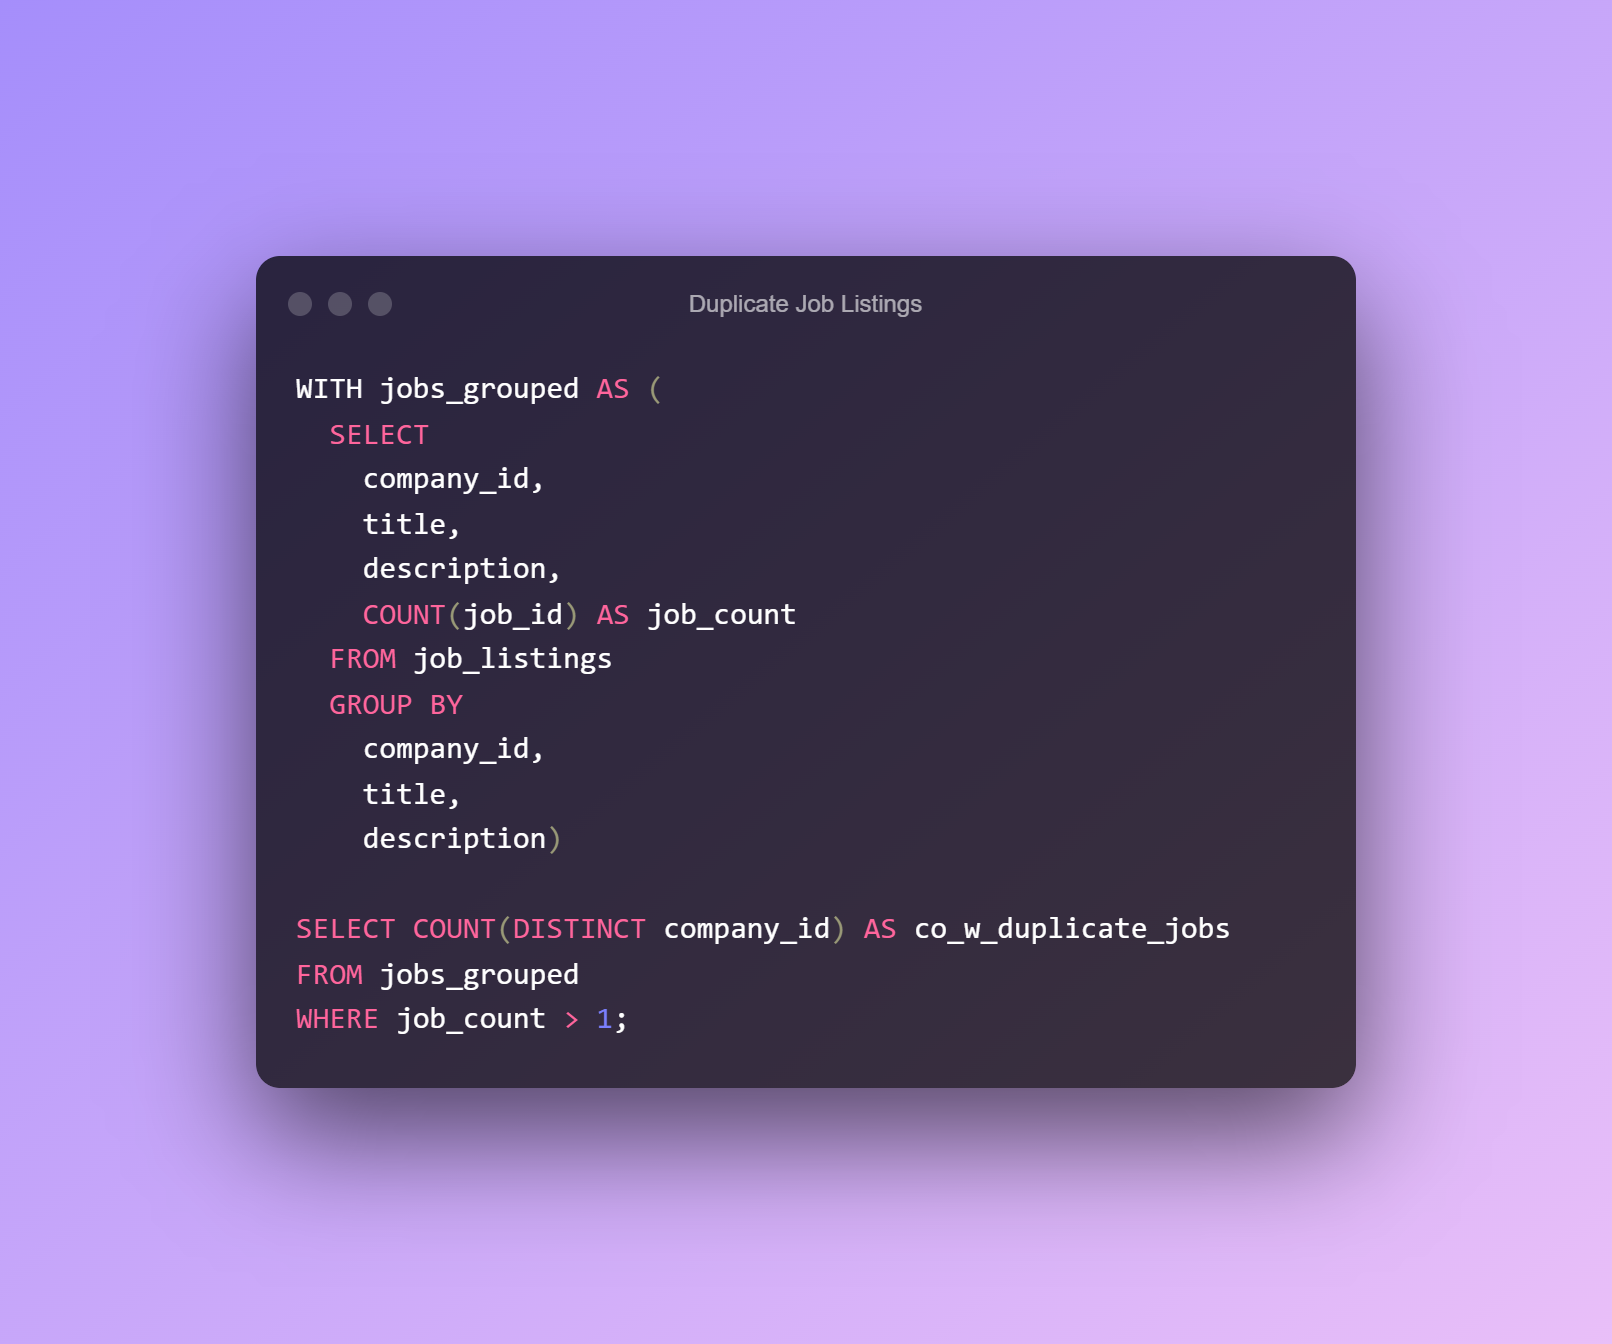 Duplicate Job Listings
WITH jobs_grouped AS (
  SELECT
    company_id,
    title,
    description,
    COUNT(job_id) AS job_count
  FROM job_listings
  GROUP BY
    company_id,
    title,
    description)

SELECT COUNT(DISTINCT company_id) AS co_w_duplicate_jobs
FROM jobs_grouped
WHERE job_count > 1;